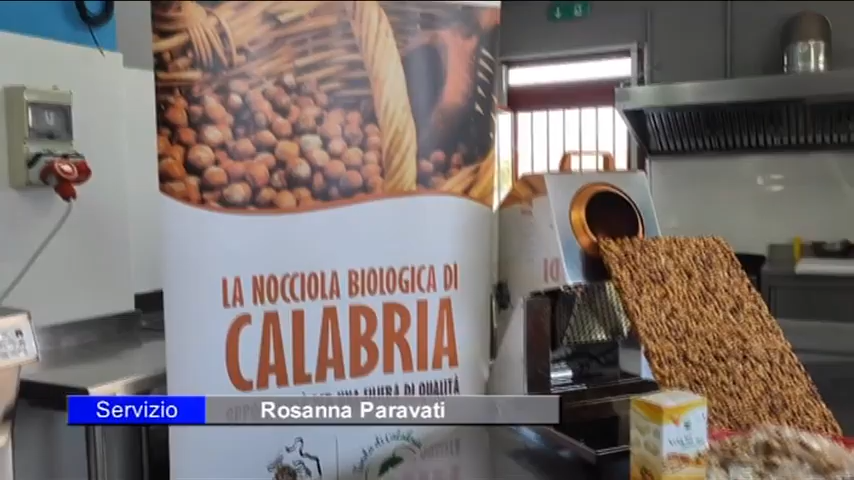 LA NOCCIOLA BIOLOGICA DI
CALABRIA
UNA FILIERA DI QUALITÀ
Servizio
Rosanna Paravati